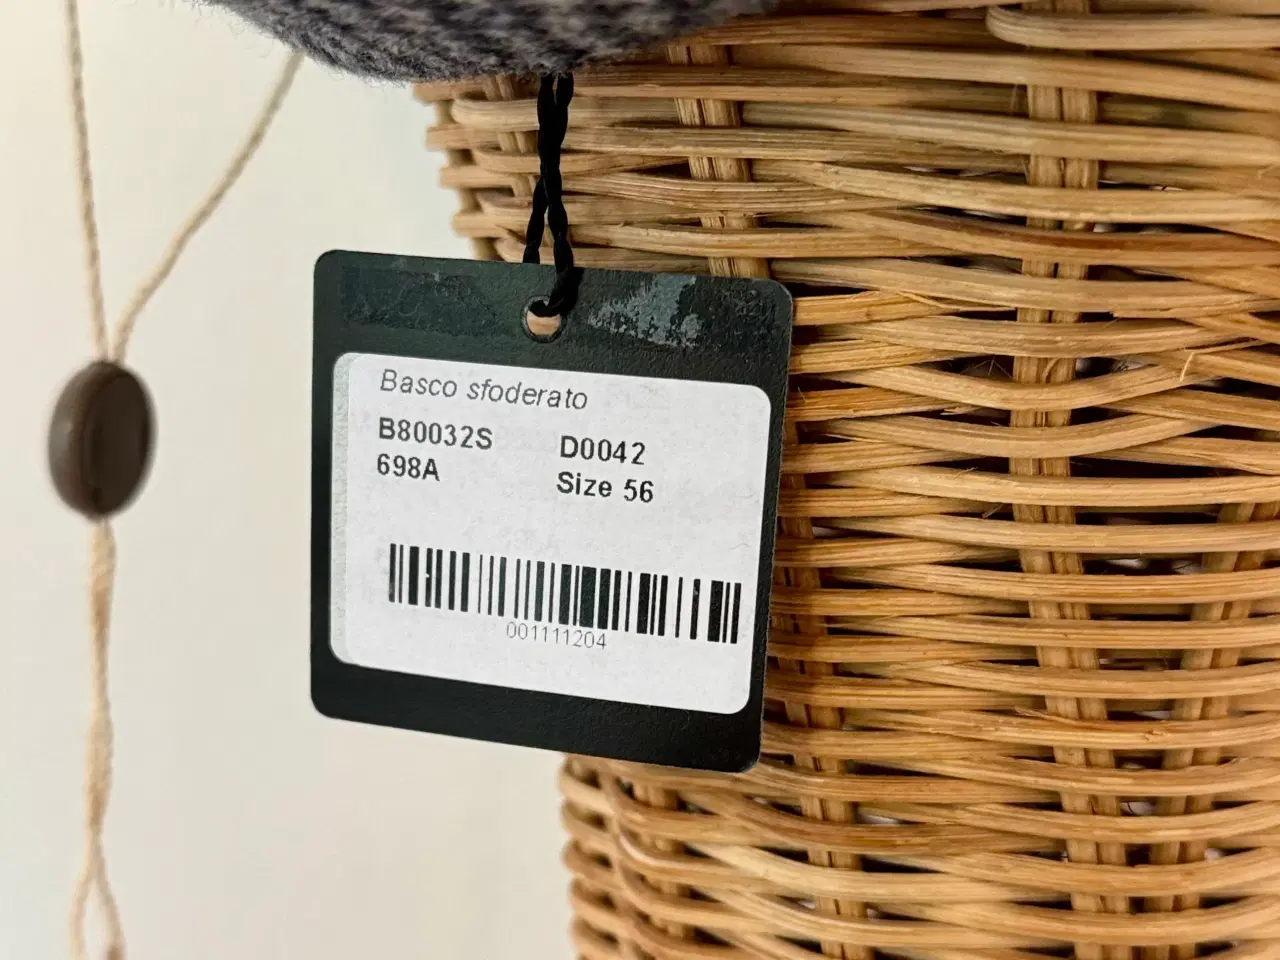 Basco sfoderato
B80032S D0042
698A Size 56
001111204